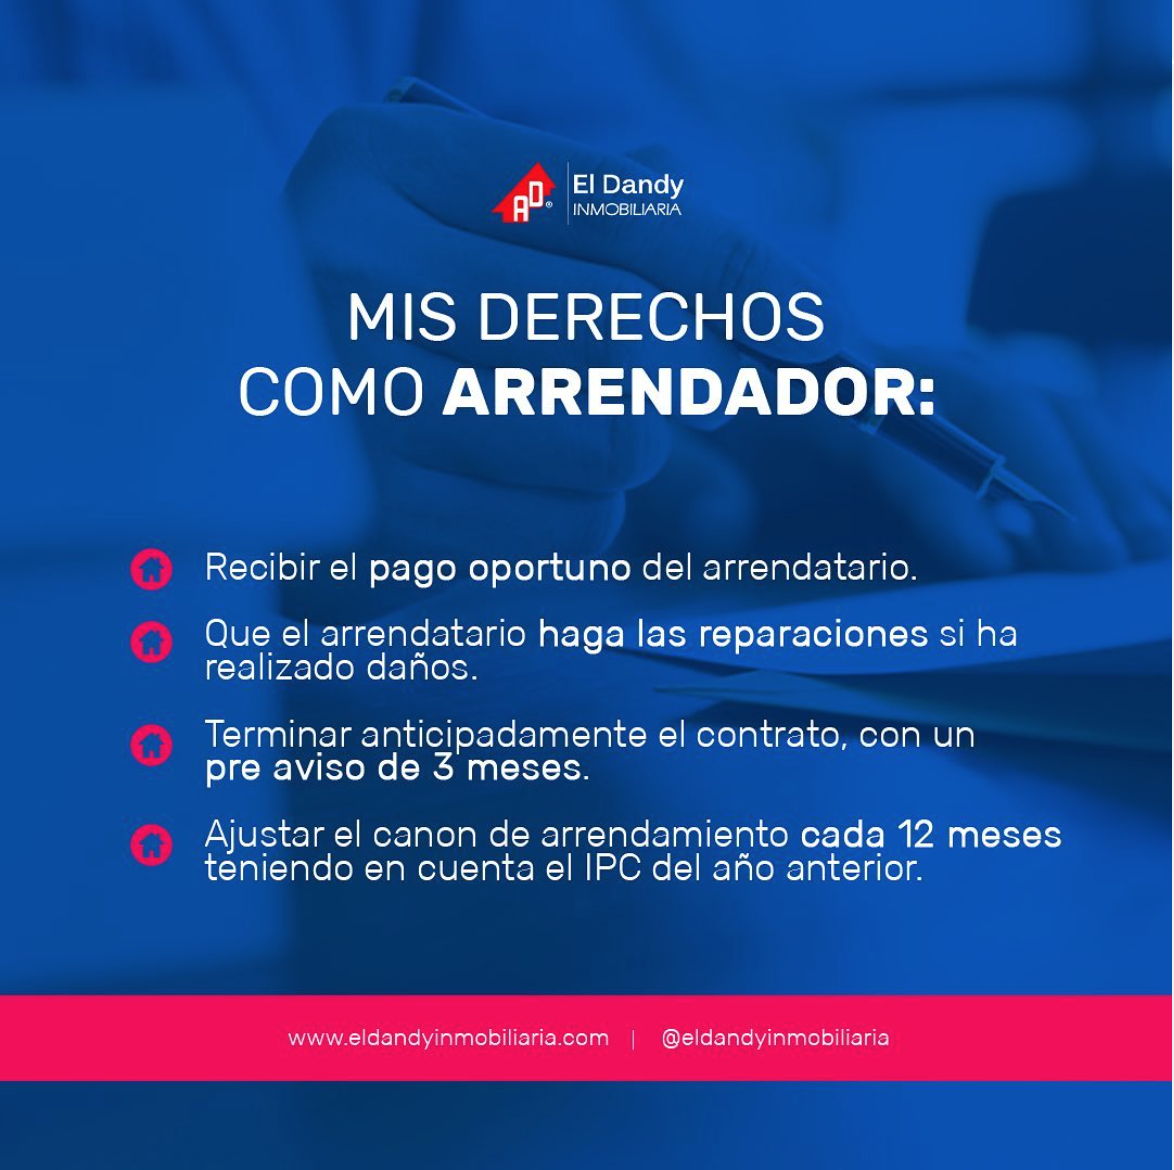 AD®
El Dandy
INMOBILIARIA
MIS DERECHOS
COMO ARRENDADOR:
Recibir el pago oportuno del arrendatario.
Que el arrendatario haga las reparaciones si ha
realizado daños.
Terminar anticipadamente el contrato, con un
pre aviso de 3 meses.
Ajustar el canon de arrendamiento cada 12 meses
teniendo en cuenta el IPC del año anterior.
www.eldandyinmobiliaria.com | @eldandyinmobiliaria